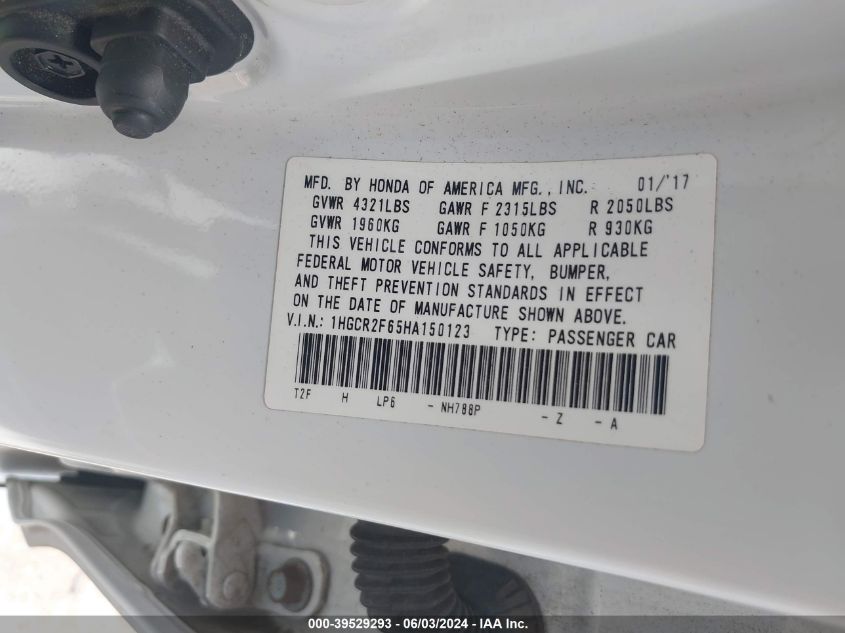 MFD. BY HONDA OF AMERICA MFG., INC. 01/'17
GVWR 4321LBS GAWR F 2315LBS R 2050LBS
GVWR 1960KG GAWR F 1050KG R 930KG
THIS VEHICLE CONFORMS TO ALL APPLICABLE
FEDERAL MOTOR VEHICLE SAFETY, BUMPER,
AND THEFT PREVENTION STANDARDS IN EFFECT
ON THE DATE OF MANUFACTURE SHOWN ABOVE.
V.I.N.: 1HGCR2F65HA150123 TYPE: PASSENGER CAR
T2F H LP6 - NH788P - Z - A
000-39529293 - 06/03/2024 - IAA Inc.